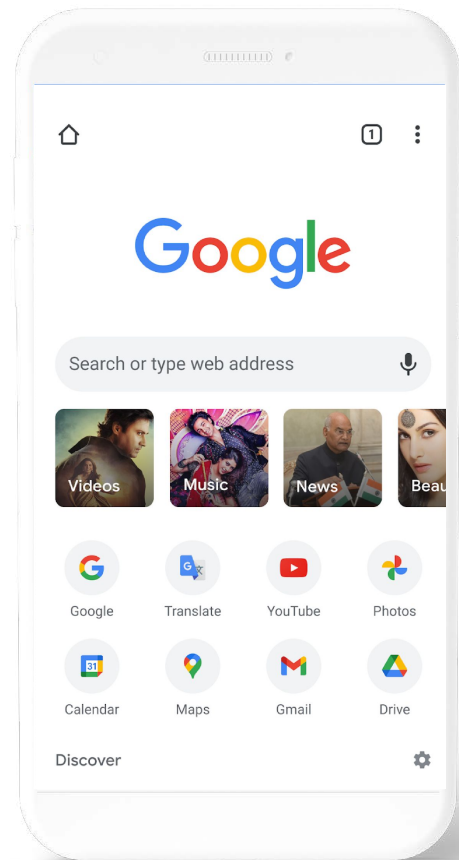 1
Google
Search or type web address
Videos Music News Beau
G
Google Translate YouTube Photos
31
Calendar Maps Gmail Drive
Discover